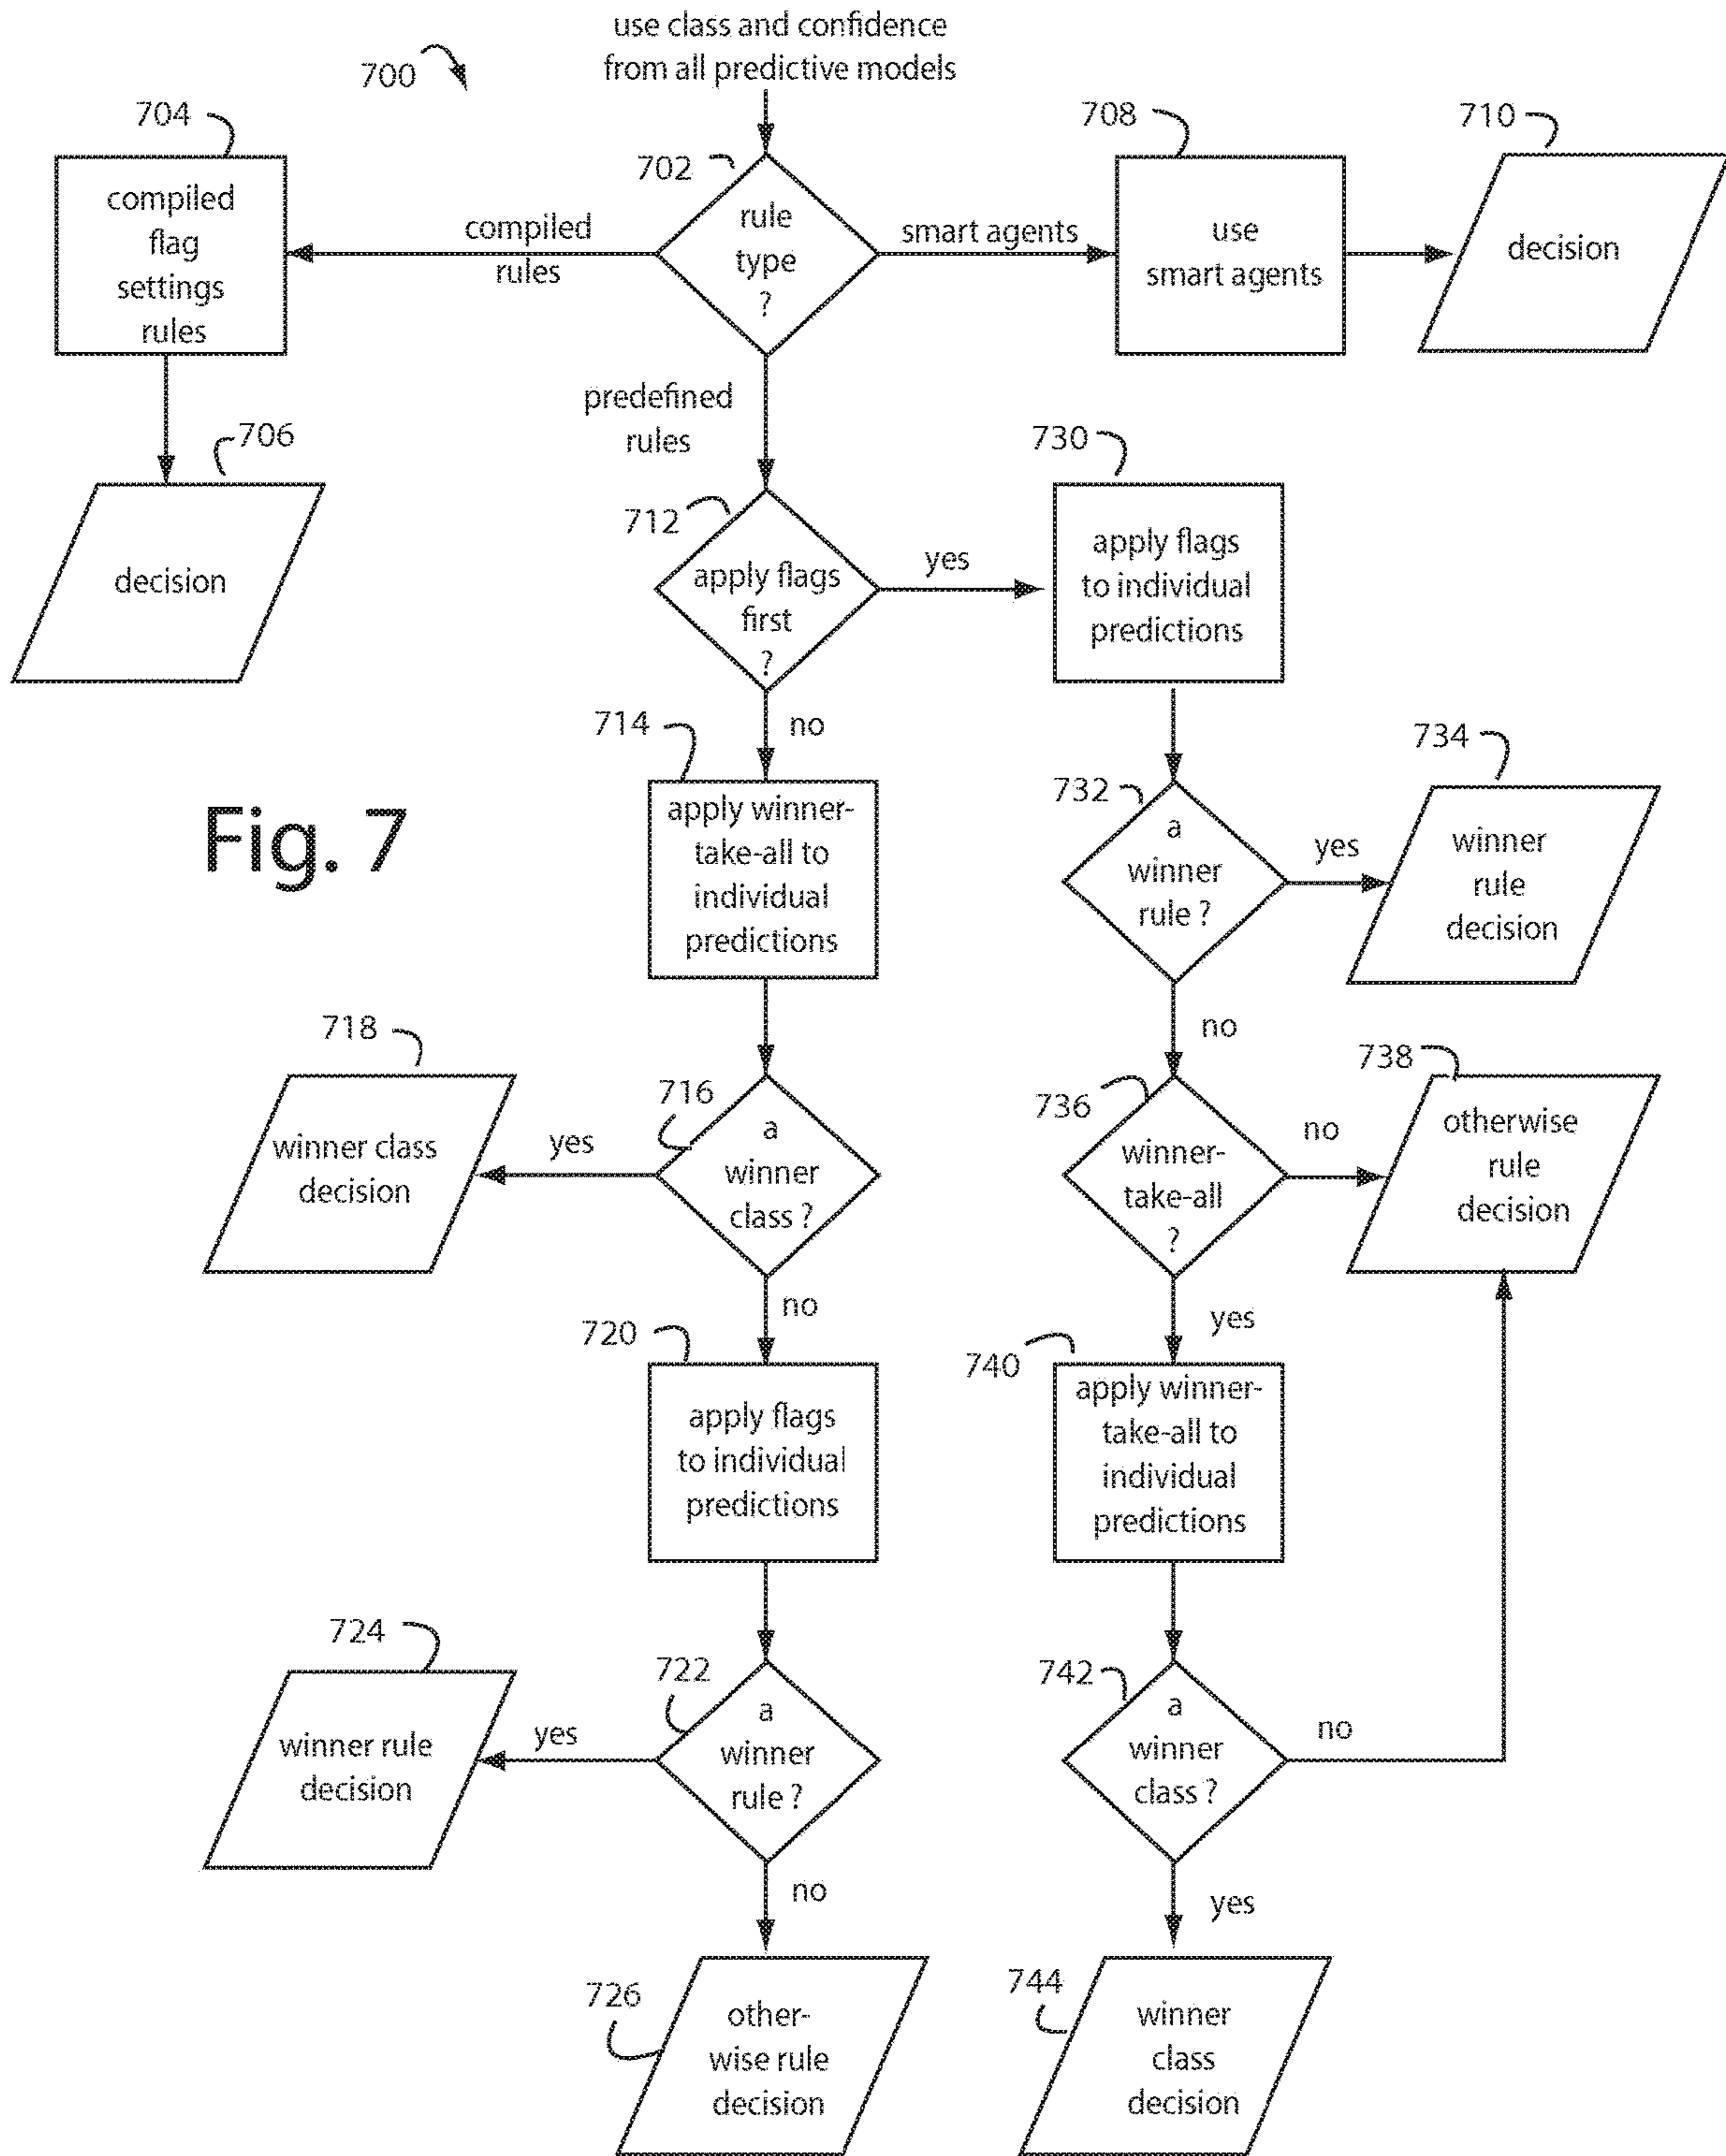 use class and confidence
from all predictive models
700
704
708
710
702
compiled
flag
settings
rules
compiled
rules
rule
type
?
smart agents
use
smart agents
decision
predefined
rules
706
730
712
decision
apply flags
first
?
yes
apply flags
to individual
predictions
714
no
734
Fig. 7
732
apply winner-
take-all to
individual
predictions
a
winner
rule ?
yes
winner
rule
decision
718
no
738
716
736
winner class
decision
yes
a
winner
class ?
winner-
take-all
?
no
otherwise
rule
decision
no
yes
720
740
apply flags
to individual
predictions
apply winner-
take-all to
individual
predictions
724
722
742
winner rule
decision
yes
a
winner
rule ?
a
winner
class ?
no
no
yes
726
744
other-
wise rule
decision
winner
class
decision